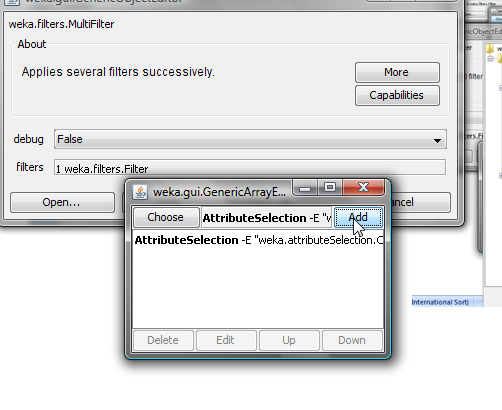 weka.filters.MultiFilter
About
Applies several filters successively.
More
Capabilities
debug
False
filters
1 weka.filters.Filter
Open...
weka.gui.GenericArrayE...
Choose
AttributeSelection -E "w
Add
AttributeSelection -E "weka.attributeSelection.C
Delete
Edit
Up
Down
International Sort)